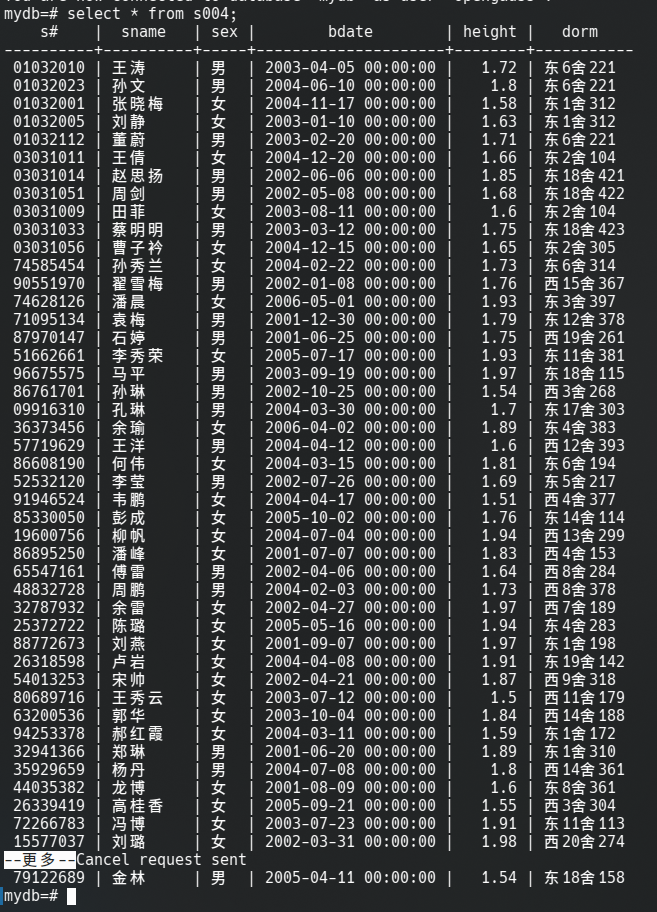 mydb=# select * from s004;
s# | sname | sex | bdate | height | dorm
----------+----------+-----+---------------------+--------+-----------
01032010 | 王涛 | 男 | 2003-04-05 00:00:00 | 1.72 | 东6舍221
01032023 | 孙文 | 男 | 2004-06-10 00:00:00 | 1.8 | 东6舍221
01032001 | 张晓梅 | 女 | 2004-11-17 00:00:00 | 1.58 | 东1舍312
01032005 | 刘静 | 女 | 2003-01-10 00:00:00 | 1.63 | 东1舍312
01032112 | 董蔚 | 男 | 2003-02-20 00:00:00 | 1.71 | 东6舍221
03031011 | 王倩 | 女 | 2004-12-20 00:00:00 | 1.66 | 东2舍104
03031014 | 赵思扬 | 男 | 2002-06-06 00:00:00 | 1.85 | 东18舍421
03031051 | 周剑 | 男 | 2002-05-08 00:00:00 | 1.68 | 东18舍422
03031009 | 田菲 | 女 | 2003-08-11 00:00:00 | 1.6 | 东2舍104
03031033 | 蔡明明 | 男 | 2003-03-12 00:00:00 | 1.75 | 东18舍423
03031056 | 曹子衿 | 女 | 2004-12-15 00:00:00 | 1.65 | 东2舍305
74585454 | 孙秀兰 | 女 | 2004-02-22 00:00:00 | 1.73 | 东6舍314
90551970 | 翟雪梅 | 男 | 2002-01-08 00:00:00 | 1.76 | 西15舍367
74628126 | 潘晨 | 女 | 2006-05-01 00:00:00 | 1.93 | 东3舍397
71095134 | 袁梅 | 男 | 2001-12-30 00:00:00 | 1.79 | 东12舍378
87970147 | 石婷 | 男 | 2001-06-25 00:00:00 | 1.75 | 西19舍261
51662661 | 李秀荣 | 女 | 2005-07-17 00:00:00 | 1.93 | 东11舍381
96675575 | 马平 | 男 | 2003-09-19 00:00:00 | 1.97 | 东18舍115
86761701 | 孙琳 | 男 | 2002-10-25 00:00:00 | 1.54 | 西3舍268
09916310 | 孔琳 | 男 | 2004-03-30 00:00:00 | 1.7 | 东17舍303
36373456 | 余瑜 | 女 | 2006-04-02 00:00:00 | 1.89 | 东4舍383
57719629 | 王洋 | 男 | 2004-04-12 00:00:00 | 1.6 | 西12舍393
86608190 | 何伟 | 女 | 2004-03-15 00:00:00 | 1.81 | 东6舍194
52532120 | 李莹 | 男 | 2002-07-26 00:00:00 | 1.69 | 东5舍217
91946524 | 韦鹏 | 女 | 2004-04-17 00:00:00 | 1.51 | 西4舍377
85330050 | 彭成 | 女 | 2005-10-02 00:00:00 | 1.76 | 东14舍114
19600756 | 柳帆 | 女 | 2004-07-04 00:00:00 | 1.94 | 西13舍299
86895250 | 潘峰 | 女 | 2001-07-07 00:00:00 | 1.83 | 西4舍153
65547161 | 傅雷 | 男 | 2002-04-06 00:00:00 | 1.64 | 西8舍284
48832728 | 周鹏 | 男 | 2004-02-03 00:00:00 | 1.73 | 西8舍378
32787932 | 余雷 | 女 | 2002-04-27 00:00:00 | 1.97 | 西7舍189
25372722 | 陈璐 | 女 | 2005-05-16 00:00:00 | 1.94 | 东4舍283
88772673 | 刘燕 | 女 | 2001-09-07 00:00:00 | 1.97 | 东1舍198
26318598 | 卢岩 | 女 | 2004-04-08 00:00:00 | 1.91 | 东19舍142
54013253 | 宋帅 | 女 | 2002-04-21 00:00:00 | 1.87 | 西9舍318
80689716 | 王秀云 | 女 | 2003-07-12 00:00:00 | 1.5 | 西11舍179
63200536 | 郭华 | 女 | 2003-10-04 00:00:00 | 1.84 | 西14舍188
94253378 | 郝红霞 | 女 | 2004-03-11 00:00:00 | 1.59 | 东1舍172
32941366 | 郑琳 | 男 | 2001-06-20 00:00:00 | 1.89 | 东1舍310
35929659 | 杨丹 | 男 | 2004-07-08 00:00:00 | 1.8 | 西14舍361
44035382 | 龙博 | 女 | 2001-08-09 00:00:00 | 1.6 | 东8舍361
26339419 | 高桂香 | 女 | 2005-09-21 00:00:00 | 1.55 | 西3舍304
72266783 | 冯博 | 女 | 2003-07-23 00:00:00 | 1.91 | 东11舍113
15577037 | 刘璐 | 女 | 2002-03-31 00:00:00 | 1.98 | 西20舍274
--更多--Cancel request sent
79122689 | 金林 | 男 | 2005-04-11 00:00:00 | 1.54 | 东18舍158
mydb=#